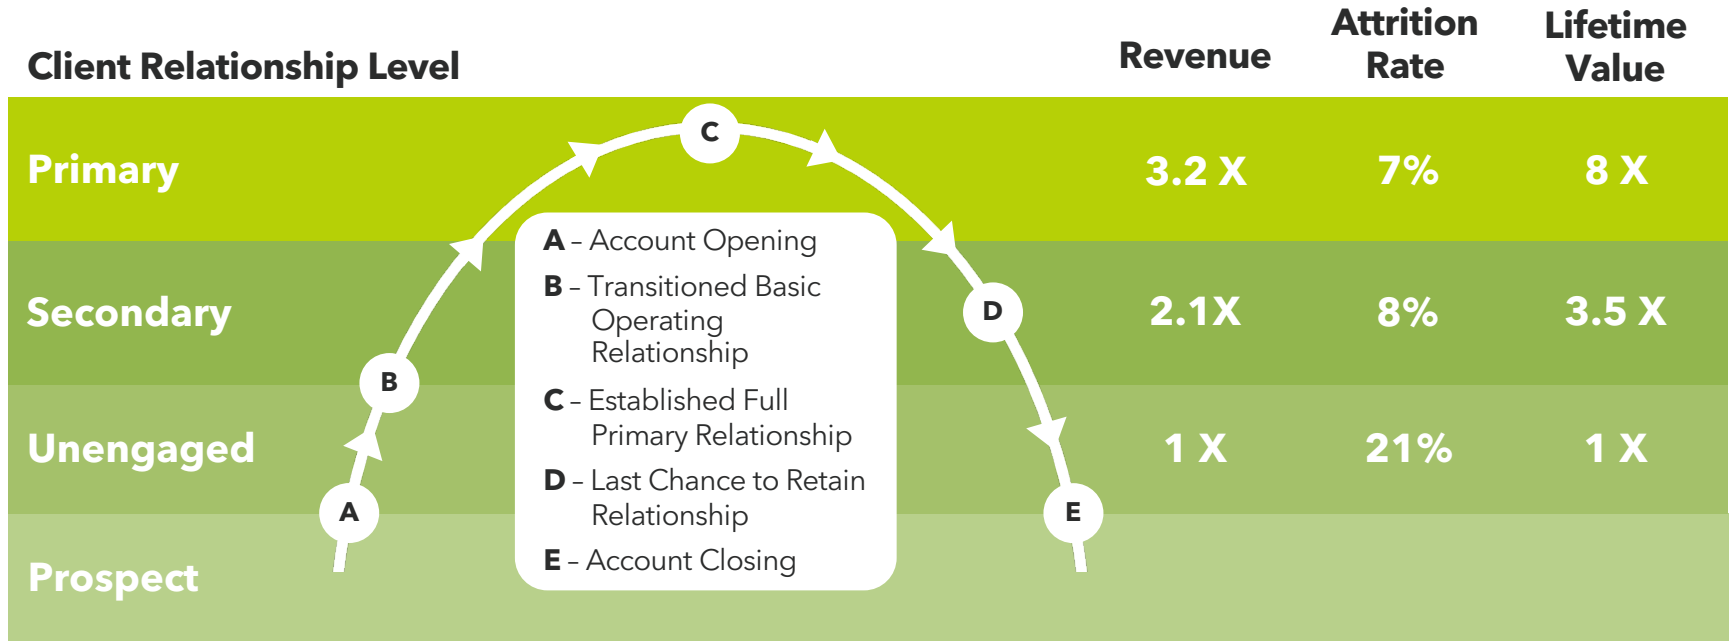 Client Relationship Level
Revenue
Attrition
Rate
Lifetime
Value
Primary
C
3.2 X
7%
8 X
Secondary
B
D
2.1X
8%
3.5 X
Unengaged
A
E
1 X
21%
1 X
Prospect
A – Account Opening
B – Transitioned Basic
Operating
Relationship
C – Established Full
Primary Relationship
D – Last Chance to Retain
Relationship
E – Account Closing